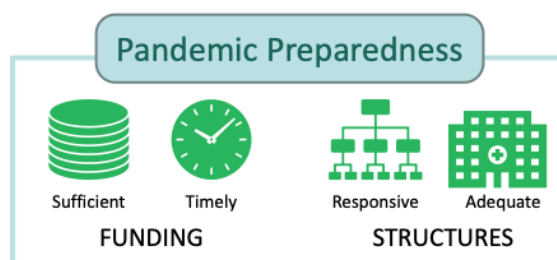 Pandemic Preparedness
Sufficient Timely Responsive Adequate
FUNDING STRUCTURES